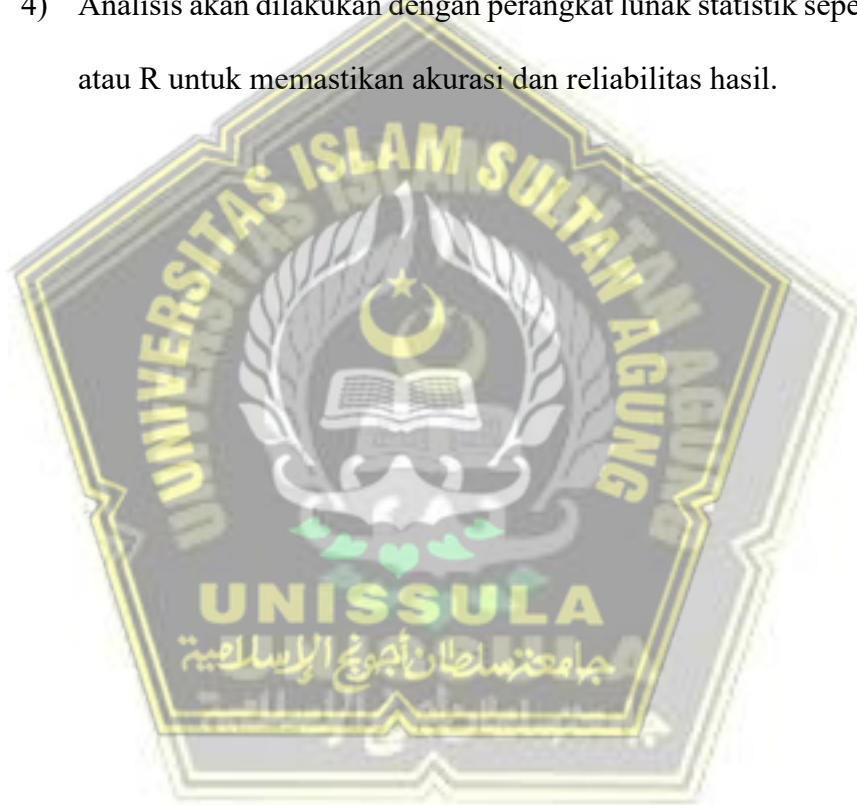 4) Analisis akan dilakukan dengan perangkat lunak statistik sepe
atau R untuk memastikan akurasi dan reliabilitas hasil.
UNIVERSITAS ISLAM SULTAN AGUNG
UNISSULA
جامعة سلطان أجونج الإسلامية